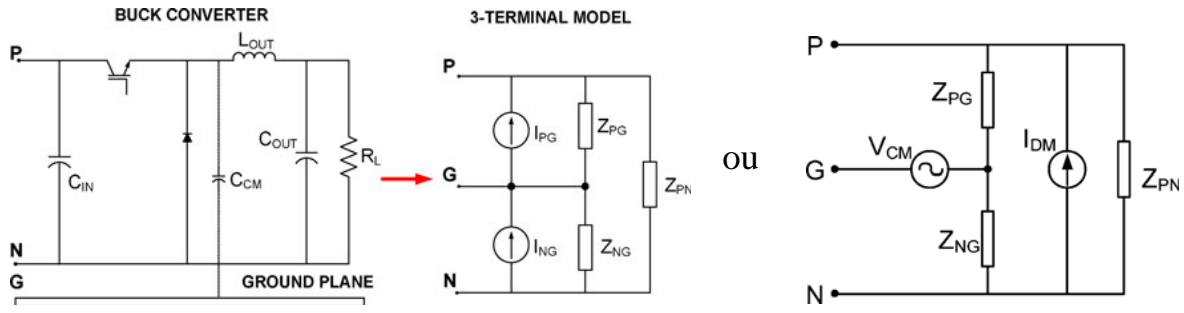 BUCK CONVERTER
P
L_OUT
C_IN
C_CM
C_OUT
R_L
N
G
GROUND PLANE
3-TERMINAL MODEL
P
I_PG
Z_PG
G
Z_PN
I_NG
Z_NG
N
ou
P
Z_PG
I_DM
V_CM
G
Z_PN
Z_NG
N